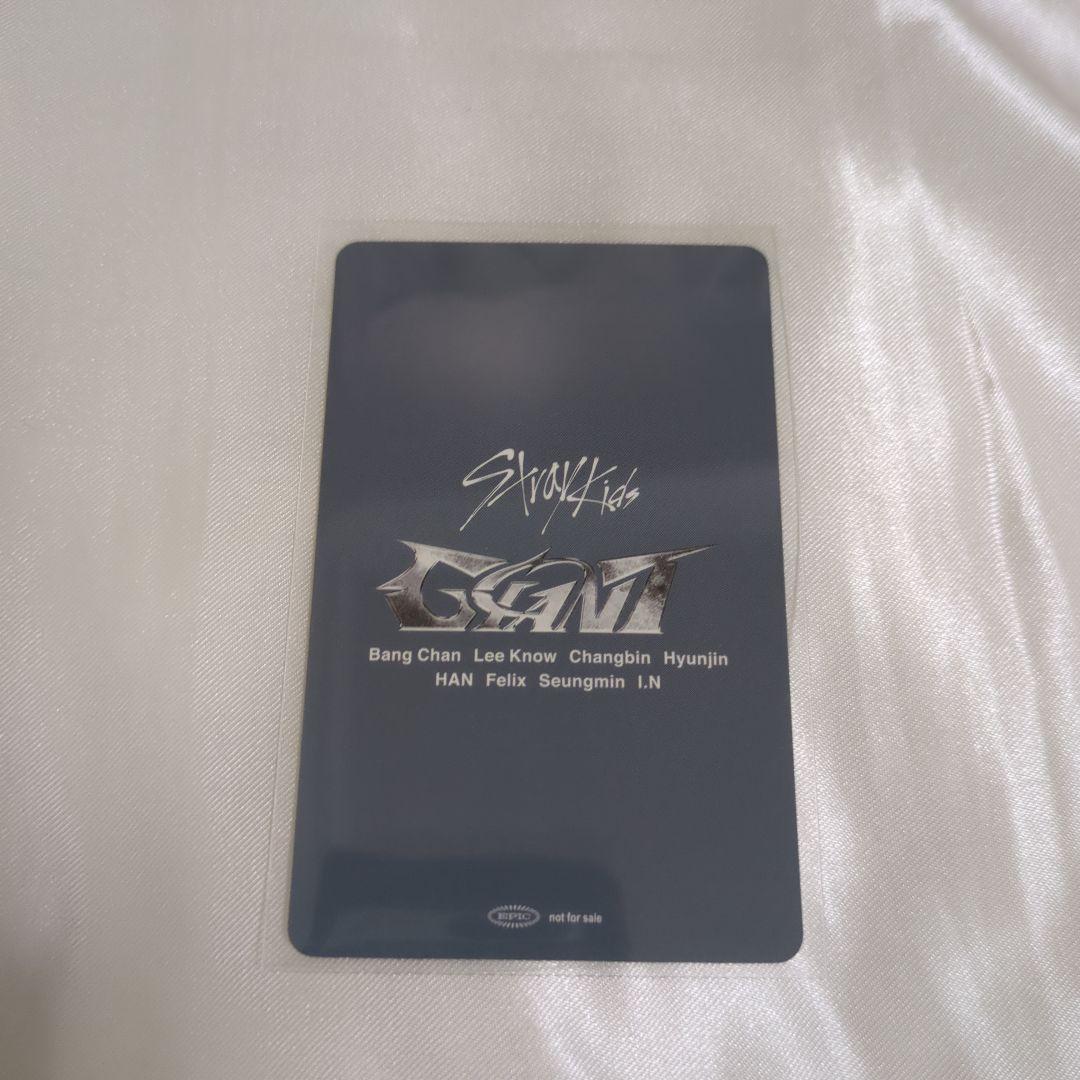 Stray Kids
GIANT
Bang Chan Lee Know Changbin Hyunjin
HAN Felix Seungmin I.N
EPIC not for sale